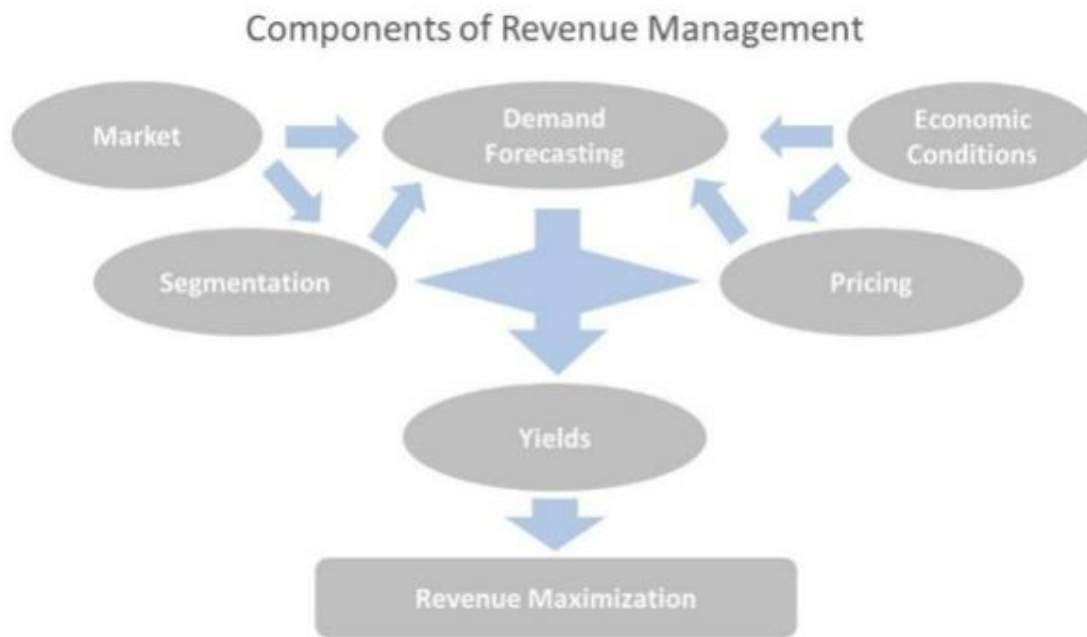 Components of Revenue Management
Market
Demand
Forecasting
Economic
Conditions
Segmentation
Pricing
Yields
Revenue Maximization